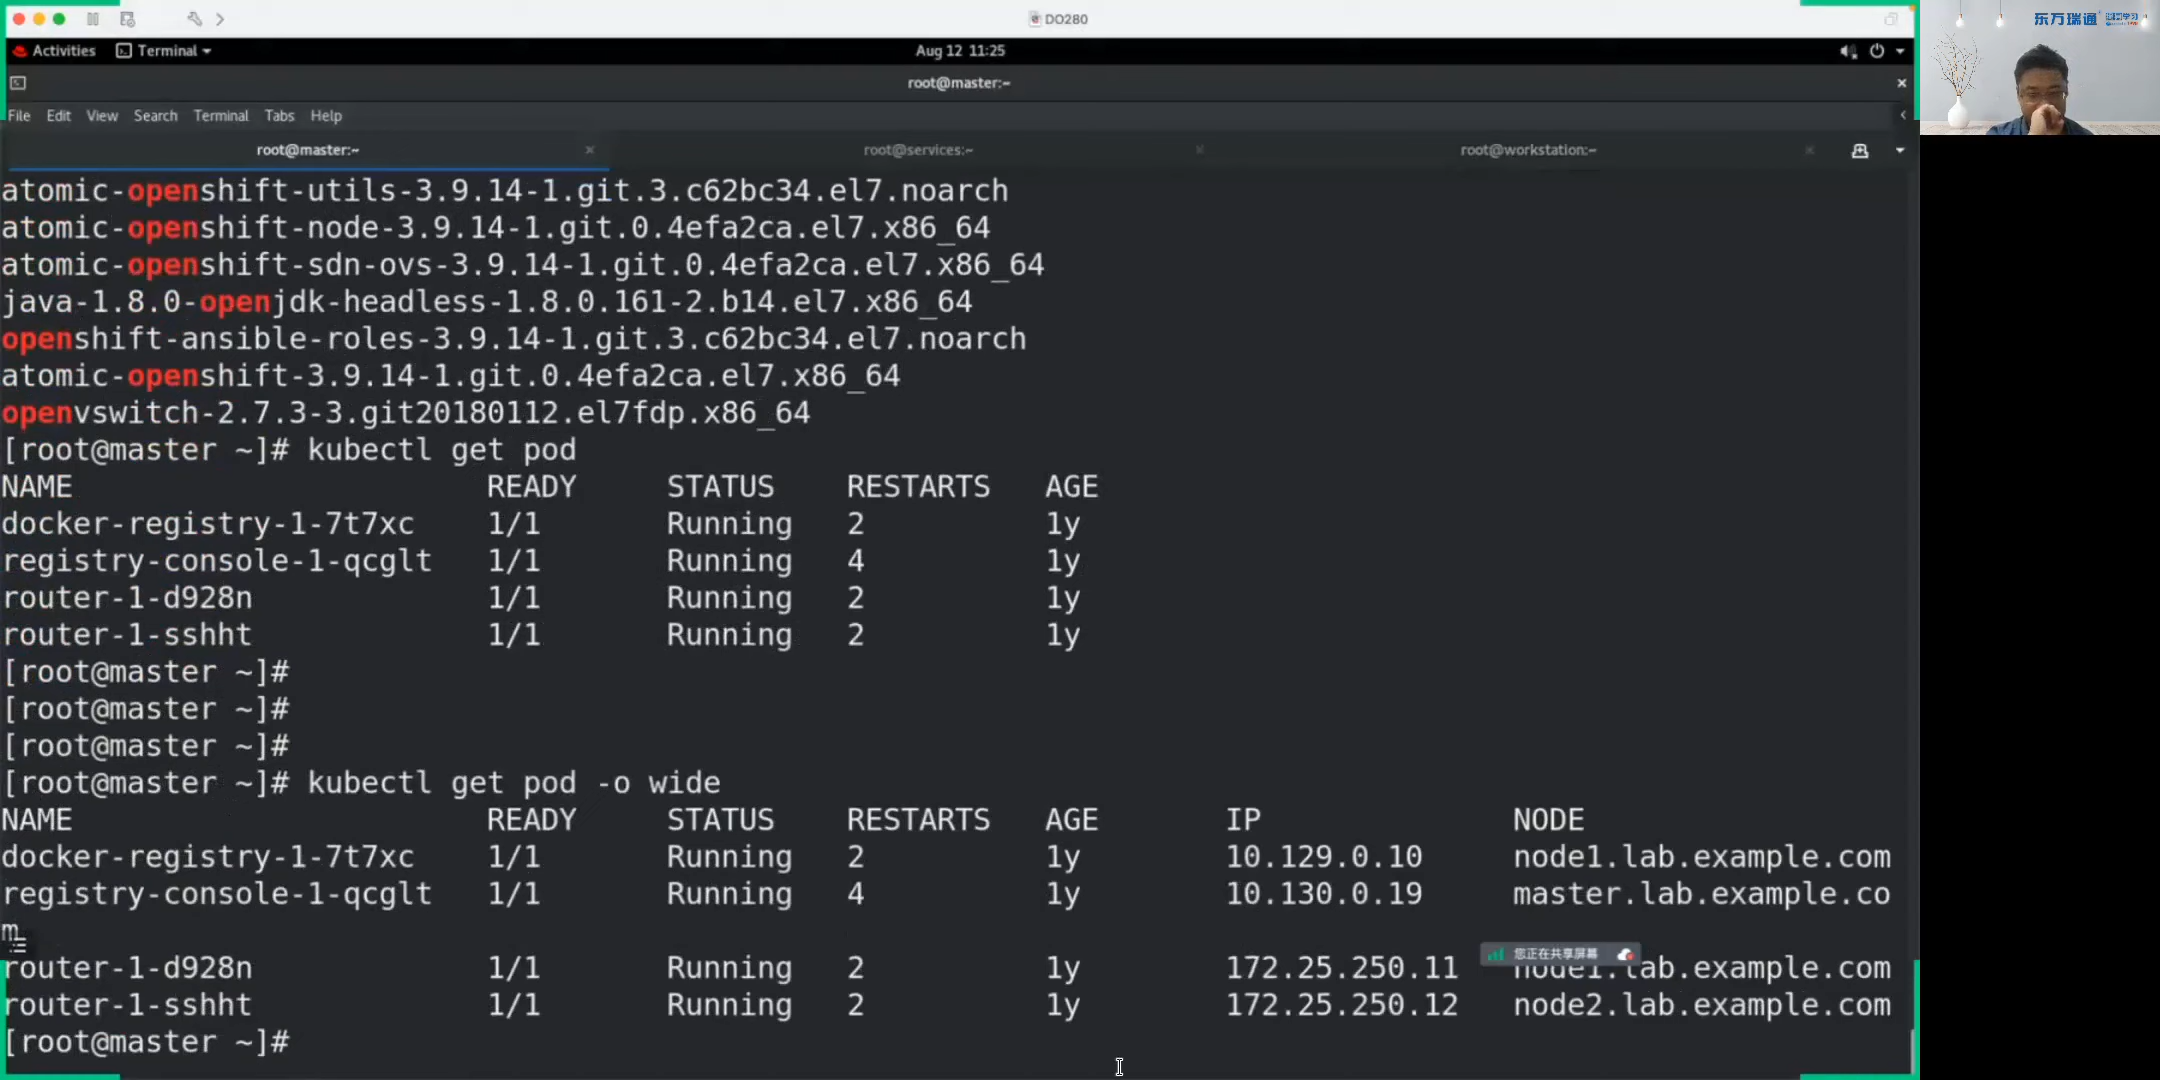 DO280
Activities Terminal Aug 12 11:25
root@master:~
File Edit View Search Terminal Tabs Help
root@master:~ root@services:~ root@workstation:~
atomic-openshift-utils-3.9.14-1.git.3.c62bc34.el7.noarch
atomic-openshift-node-3.9.14-1.git.0.4efa2ca.el7.x86_64
atomic-openshift-sdn-ovs-3.9.14-1.git.0.4efa2ca.el7.x86_64
java-1.8.0-openjdk-headless-1.8.0.161-2.b14.el7.x86_64
openshift-ansible-roles-3.9.14-1.git.3.c62bc34.el7.noarch
atomic-openshift-3.9.14-1.git.0.4efa2ca.el7.x86_64
openvswitch-2.7.3-3.git20180112.el7fdp.x86_64
[root@master ~]# kubectl get pod
NAME READY STATUS RESTARTS AGE
docker-registry-1-7t7xc 1/1 Running 2 1y
registry-console-1-qcglt 1/1 Running 4 1y
router-1-d928n 1/1 Running 2 1y
router-1-sshht 1/1 Running 2 1y
[root@master ~]#
[root@master ~]#
[root@master ~]#
[root@master ~]# kubectl get pod -o wide
NAME READY STATUS RESTARTS AGE IP NODE
docker-registry-1-7t7xc 1/1 Running 2 1y 10.129.0.10 node1.lab.example.com
registry-console-1-qcglt 1/1 Running 4 1y 10.130.0.19 master.lab.example.co
m
您正在共享屏幕
router-1-d928n 1/1 Running 2 1y 172.25.250.11 node1.lab.example.com
router-1-sshht 1/1 Running 2 1y 172.25.250.12 node2.lab.example.com
[root@master ~]#
东方瑞通